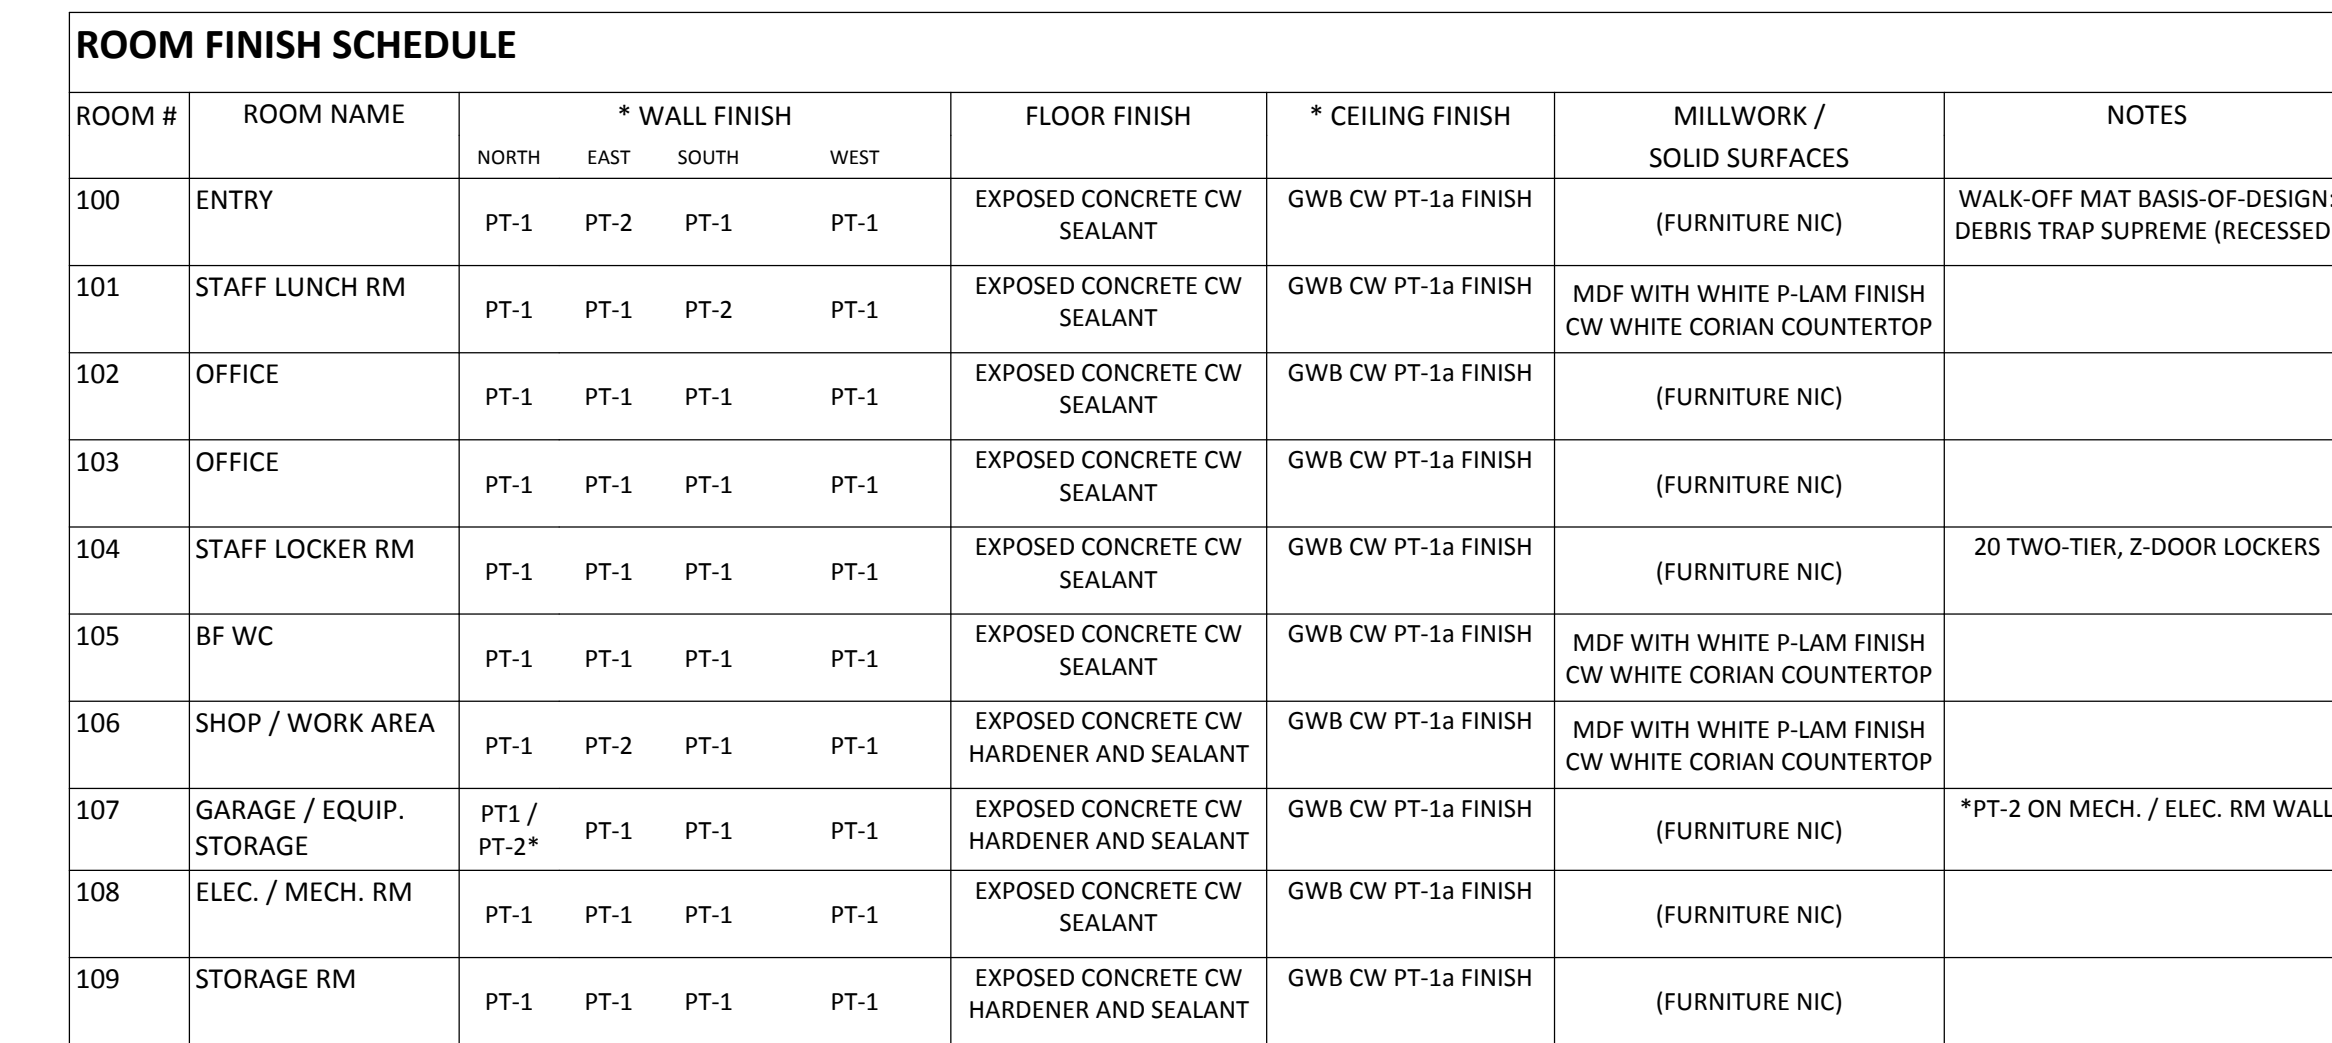 ROOM FINISH SCHEDULE
ROOM # ROOM NAME * WALL FINISH FLOOR FINISH * CEILING FINISH MILLWORK / NOTES
NORTH EAST SOUTH WEST SOLID SURFACES
100 ENTRY EXPOSED CONCRETE CW GWB CW PT-1a FINISH WALK-OFF MAT BASIS-OF-DESIGN:
PT-1 PT-2 PT-1 PT-1 SEALANT (FURNITURE NIC) DEBRIS TRAP SUPREME (RECESSED
101 STAFF LUNCH RM EXPOSED CONCRETE CW GWB CW PT-1a FINISH MDF WITH WHITE P-LAM FINISH
PT-1 PT-1 PT-2 PT-1 SEALANT CW WHITE CORIAN COUNTERTOP
102 OFFICE EXPOSED CONCRETE CW GWB CW PT-1a FINISH
PT-1 PT-1 PT-1 PT-1 SEALANT (FURNITURE NIC)
103 OFFICE EXPOSED CONCRETE CW GWB CW PT-1a FINISH
PT-1 PT-1 PT-1 PT-1 SEALANT (FURNITURE NIC)
104 STAFF LOCKER RM EXPOSED CONCRETE CW GWB CW PT-1a FINISH 20 TWO-TIER, Z-DOOR LOCKERS
PT-1 PT-1 PT-1 PT-1 SEALANT (FURNITURE NIC)
105 BF WC EXPOSED CONCRETE CW GWB CW PT-1a FINISH MDF WITH WHITE P-LAM FINISH
PT-1 PT-1 PT-1 PT-1 SEALANT CW WHITE CORIAN COUNTERTOP
106 SHOP / WORK AREA EXPOSED CONCRETE CW GWB CW PT-1a FINISH MDF WITH WHITE P-LAM FINISH
PT-1 PT-2 PT-1 PT-1 HARDENER AND SEALANT CW WHITE CORIAN COUNTERTOP
107 GARAGE / EQUIP. PT1 / EXPOSED CONCRETE CW GWB CW PT-1a FINISH *PT-2 ON MECH. / ELEC. RM WALL
STORAGE PT-2* PT-1 PT-1 PT-1 HARDENER AND SEALANT (FURNITURE NIC)
108 ELEC. / MECH. RM EXPOSED CONCRETE CW GWB CW PT-1a FINISH
PT-1 PT-1 PT-1 PT-1 SEALANT (FURNITURE NIC)
109 STORAGE RM EXPOSED CONCRETE CW GWB CW PT-1a FINISH
PT-1 PT-1 PT-1 PT-1 HARDENER AND SEALANT (FURNITURE NIC)